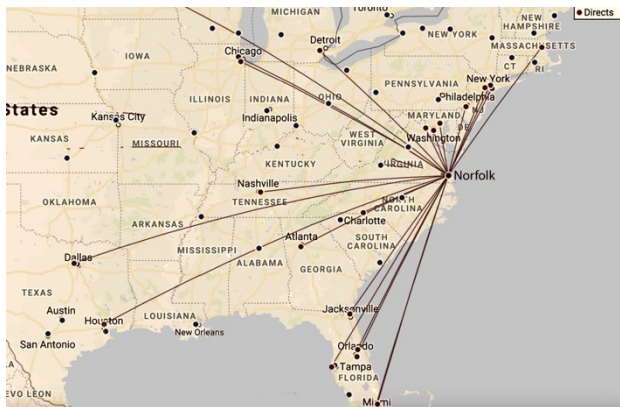 MICHIGAN
Toronto
NEW HAMPSHIRE
Directs
Detroit
NEW YORK
MASSACHUSETTS
Chicago
IOWA
CT
RI
NEBRASKA
New York
PENNSYLVANIA
Philadelphia
ILLINOIS
INDIANA
OHIO
NJ
States
MARYLAND
DE
Kansas City
Indianapolis
Washington
WEST VIRGINIA
KANSAS
MISSOURI
KENTUCKY
VIRGINIA
Norfolk
Nashville
TENNESSEE
NORTH CAROLINA
OKLAHOMA
Charlotte
ARKANSAS
Atlanta
SOUTH CAROLINA
MISSISSIPPI
ALABAMA
Dallas
GEORGIA
TEXAS
Austin
Houston
LOUISIANA
Jacksonville
New Orleans
San Antonio
Orlando
Tampa
FLORIDA
EVO LEON
Miami